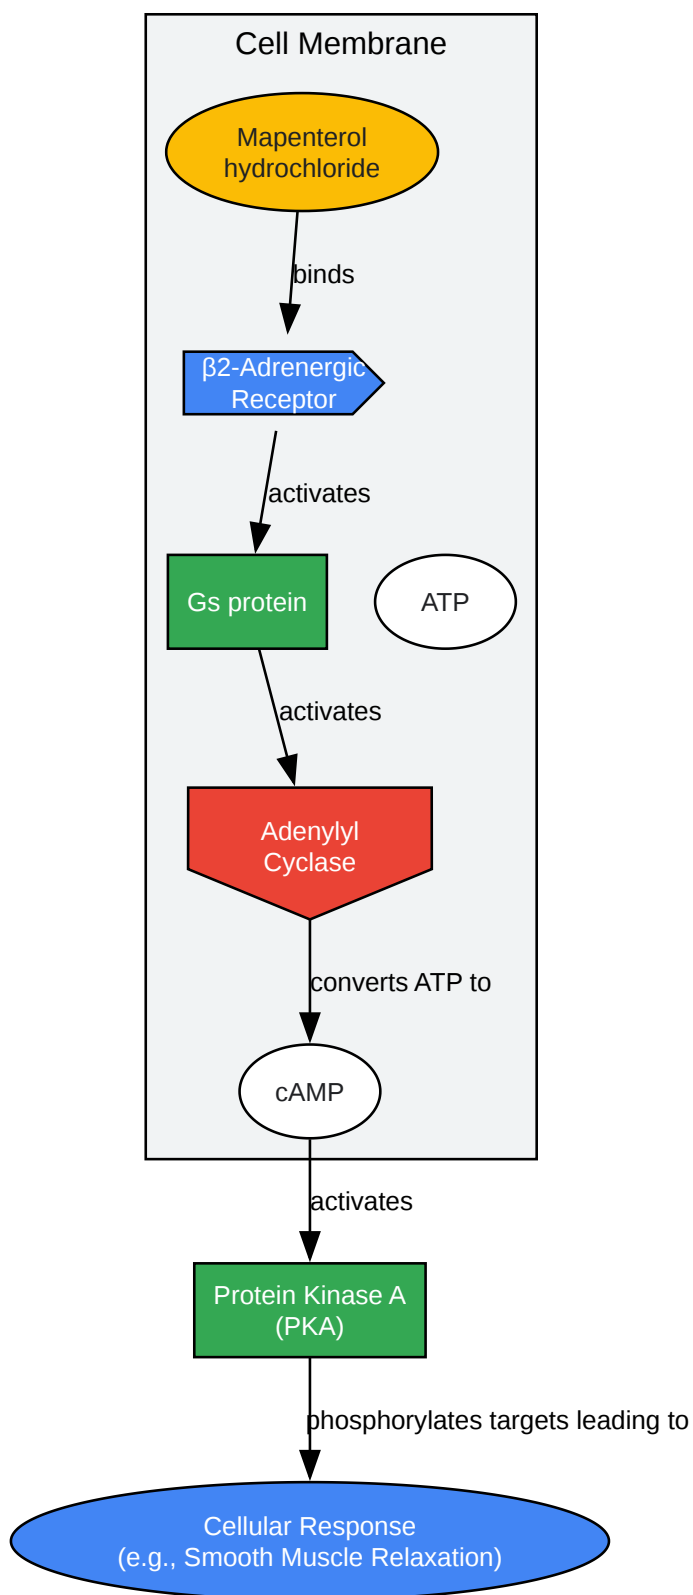 Cell Membrane
Mapenterol
hydrochloride
binds
β2-Adrenergic
Receptor
activates
Gs protein
ATP
activates
Adenylyl
Cyclase
converts ATP to
cAMP
activates
Protein Kinase A
(PKA)
phosphorylates targets leading to
Cellular Response
(e.g., Smooth Muscle Relaxation)